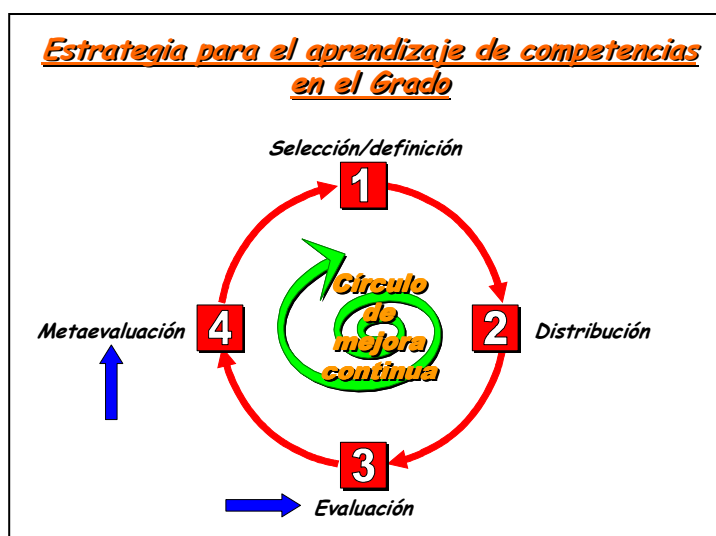 Estrategia para el aprendizaje de competencias
en el Grado
Selección/definición
1
Círculo
de
mejora
continua
Metaevaluación
4
2
Distribución
3
Evaluación